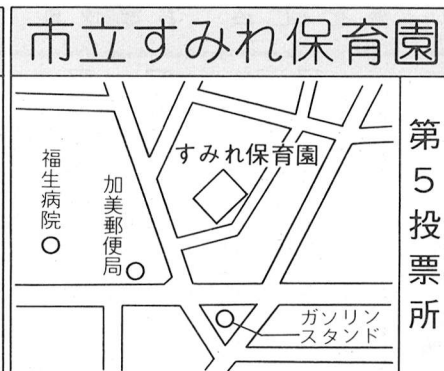 市立すみれ保育園
第5投票所
すみれ保育園
福生病院
加美郵便局
ガソリン
スタンド